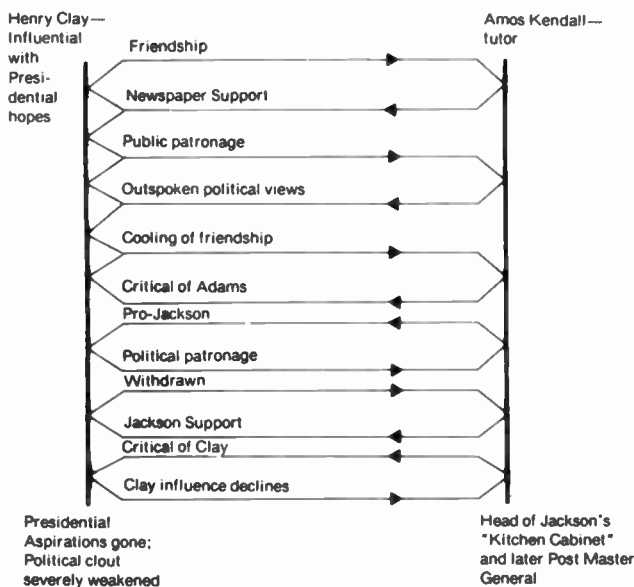 Henry Clay—
Influential
with
Presi-
dential
hopes
Amos Kendall—
tutor
Friendship
Newspaper Support
Public patronage
Outspoken political views
Cooling of friendship
Critical of Adams
Pro-Jackson
Political patronage
Withdrawn
Jackson Support
Critical of Clay
Clay influence declines
Presidential
Aspirations gone;
Political clout
severely weakened
Head of Jackson's
"Kitchen Cabinet"
and later Post Master
General